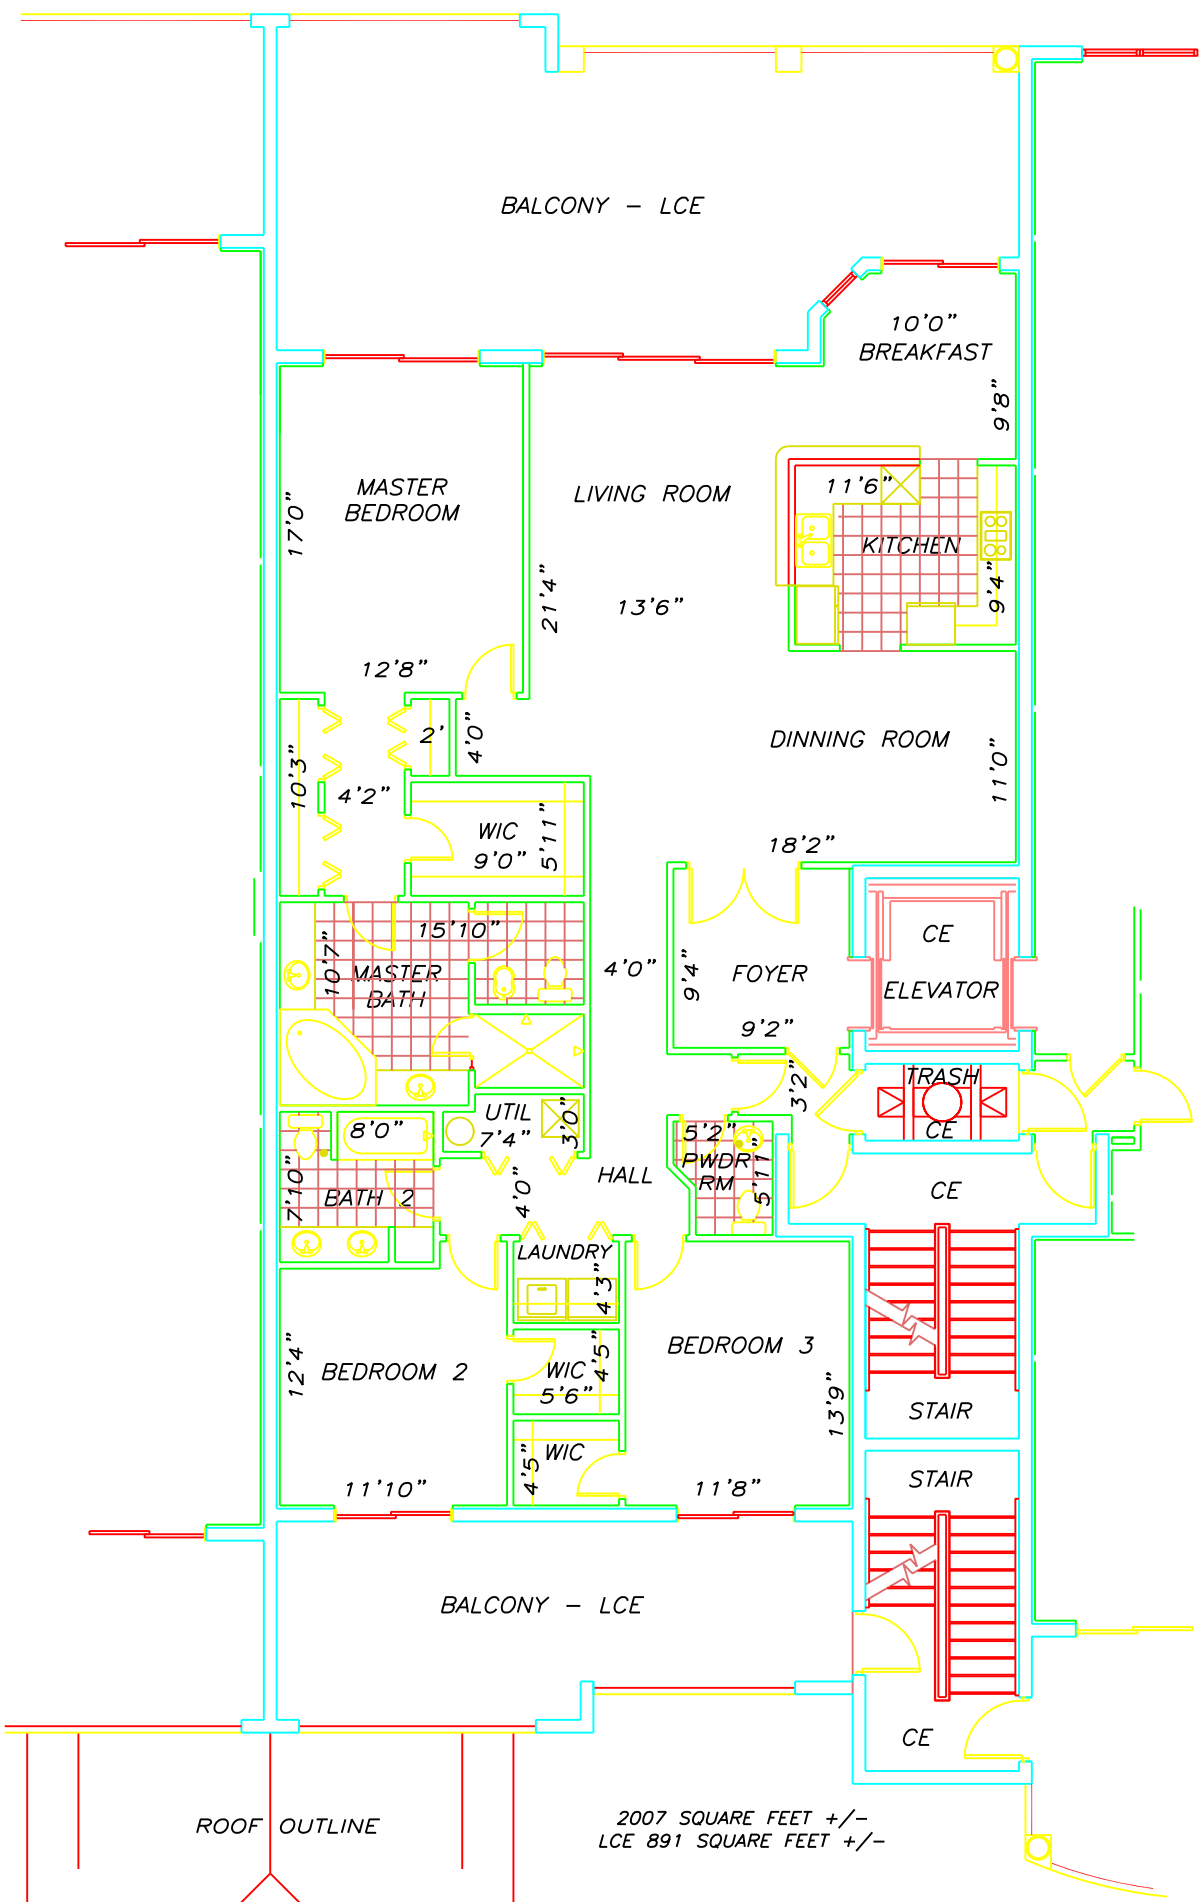 BALCONY - LCE
10'0"
BREAKFAST
9'8"
MASTER
BEDROOM
17'0"
12'8"
LIVING ROOM
21'4"
13'6"
11'6"
KITCHEN
9'4"
DINNING ROOM
11'0"
18'2"
2'
4'0"
10'3"
4'2"
WIC
9'0"
5'11"
15'10"
10'7"
MASTER
BATH
4'0"
9'4"
FOYER
9'2"
CE
ELEVATOR
3'2"
TRASH
CE
UTIL
7'4"
3'0"
8'0"
7'10"
BATH 2
4'0"
HALL
5'2"
PWDR
RM
5'11"
CE
LAUNDRY
4'3"
12'4"
BEDROOM 2
11'10"
WIC
5'6"
4'5"
WIC
4'5"
BEDROOM 3
13'9"
11'8"
STAIR
STAIR
BALCONY - LCE
CE
ROOF OUTLINE
2007 SQUARE FEET +/-
LCE 891 SQUARE FEET +/-